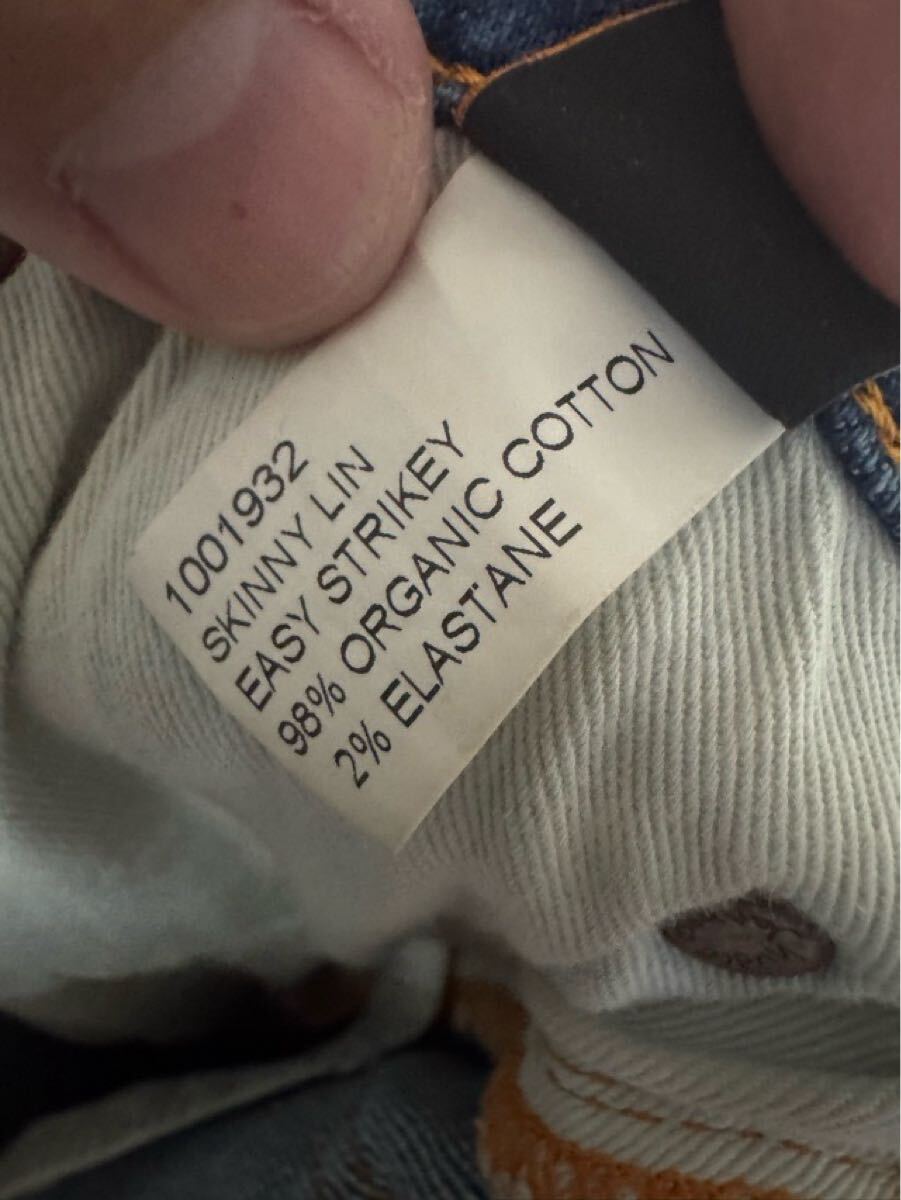 1001932
SKINNY LIN
EASY STRIKEY
98% ORGANIC COTTON
2% ELASTANE